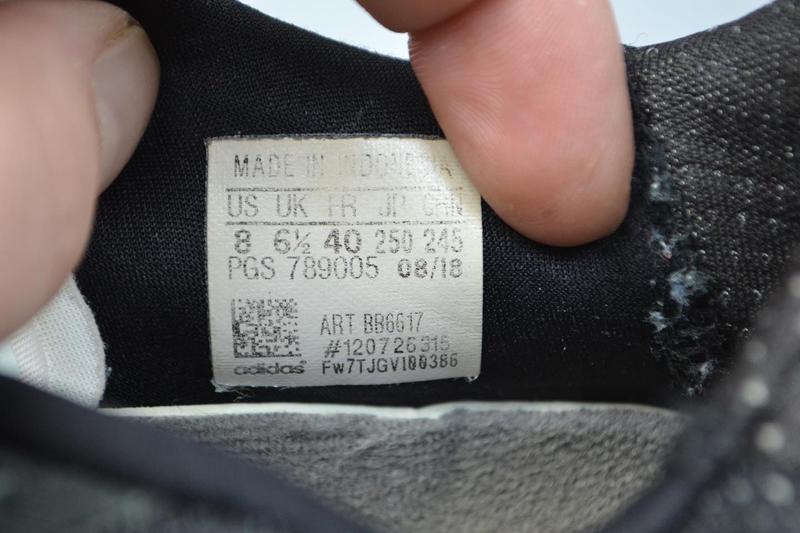 MADE IN INDONESIA
US UK FR JP CHN
8 6½ 40 250 245
PGS 789005 08/18
ART BB6617
#120726315
adidas FW7TJGV100386